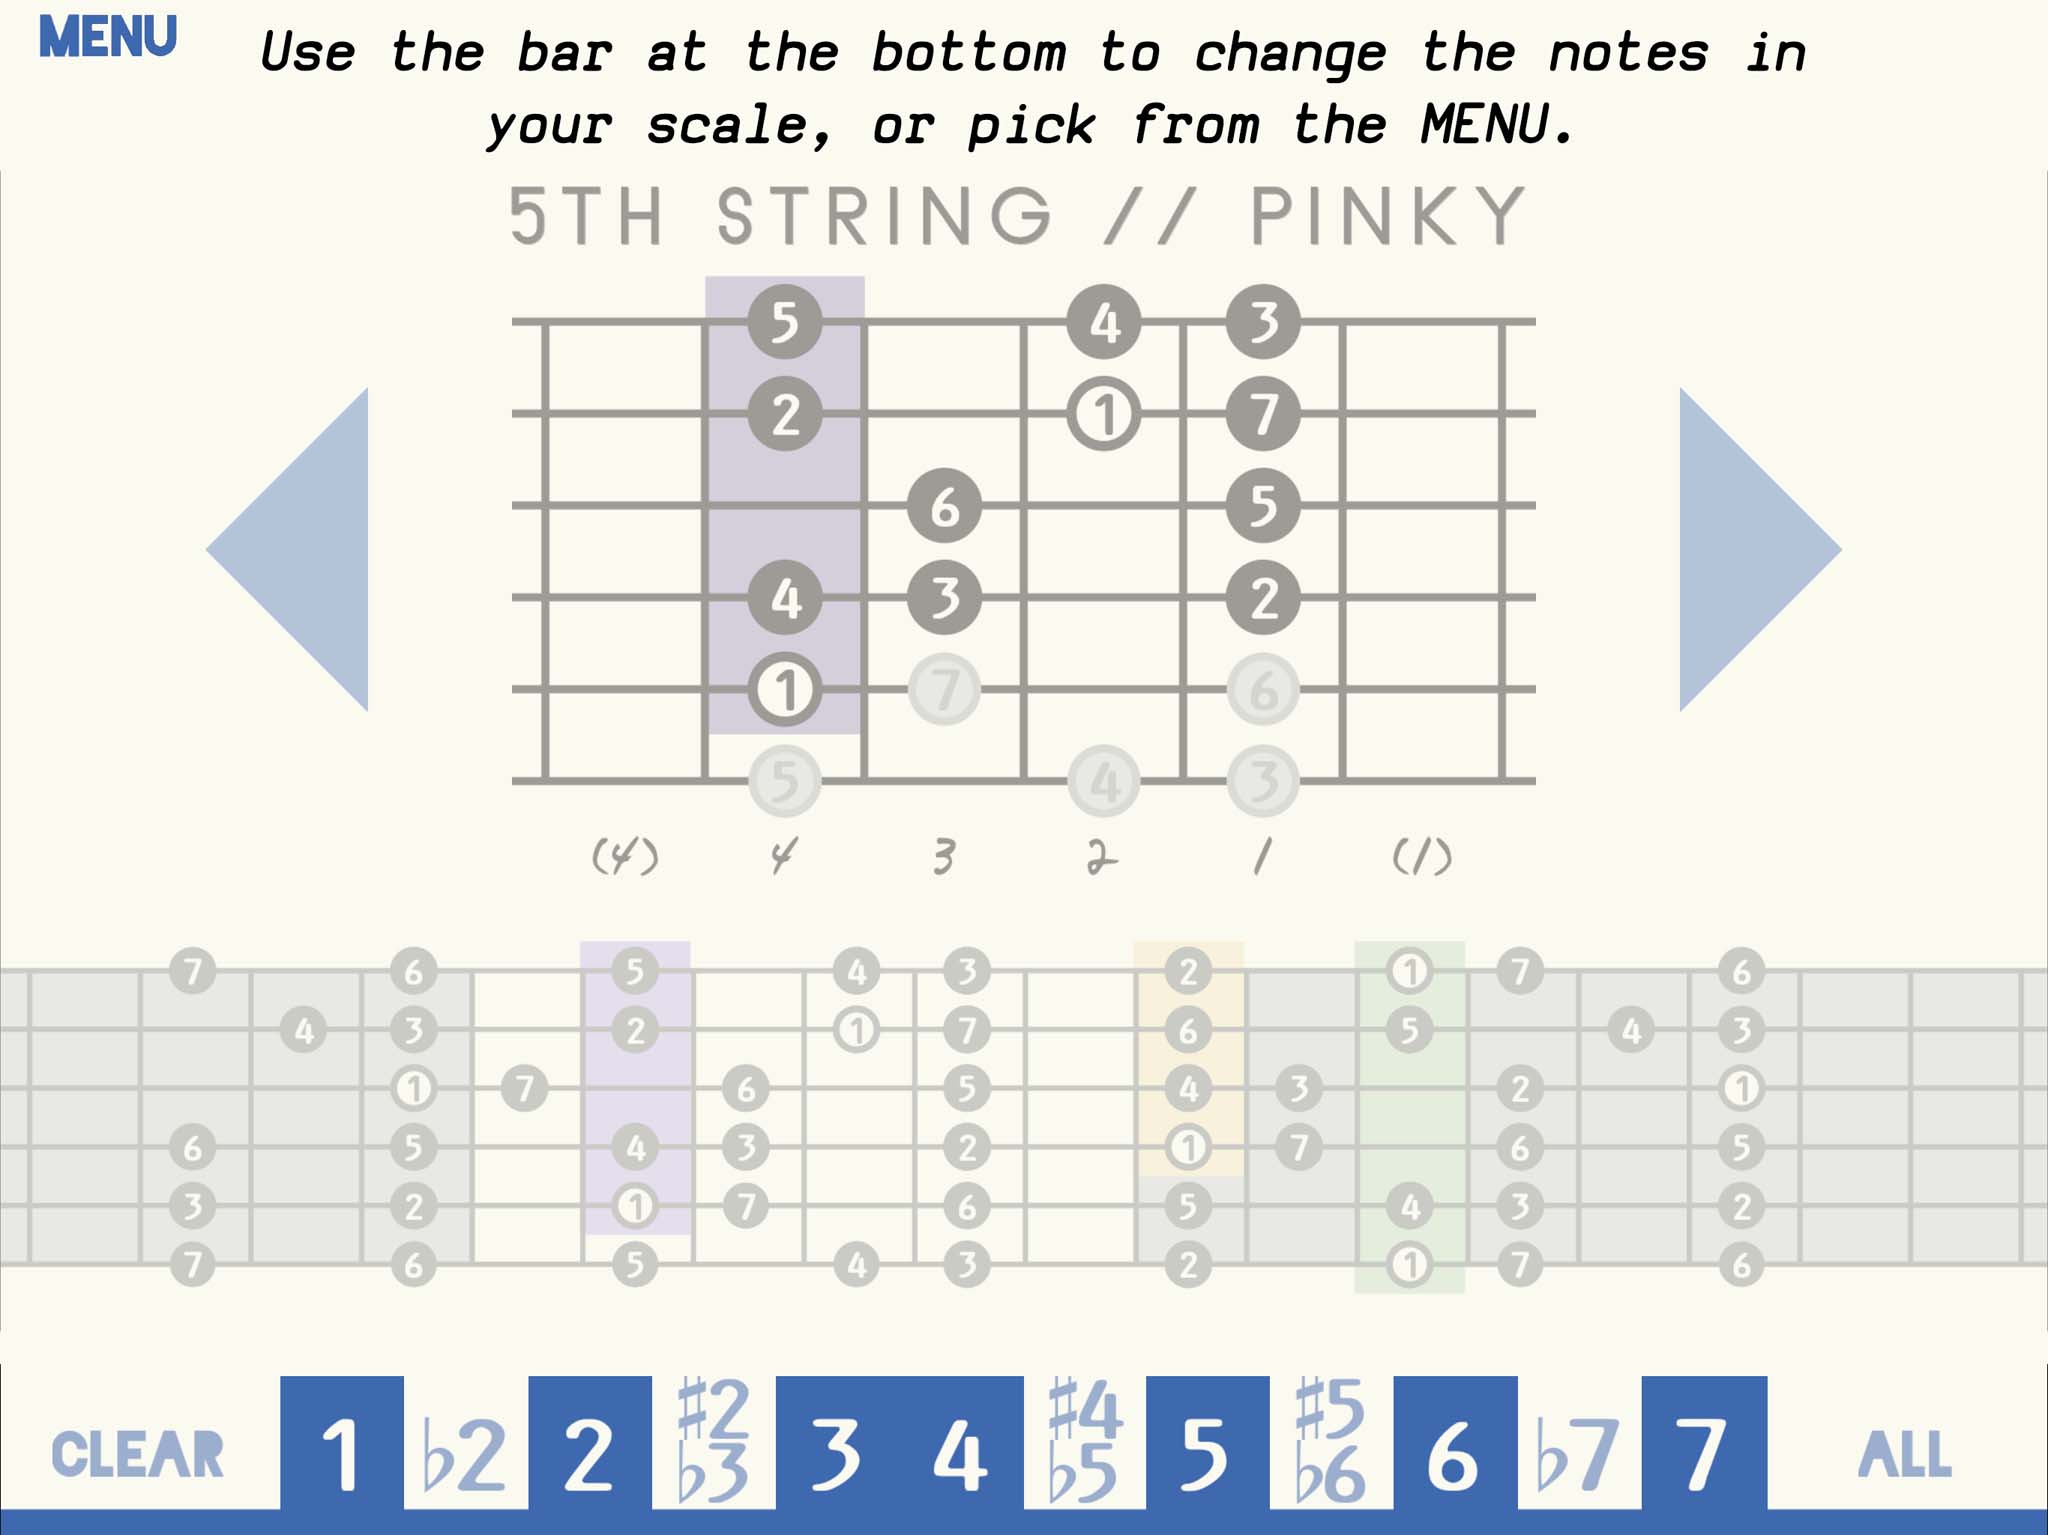 MENU
Use the bar at the bottom to change the notes in
your scale, or pick from the MENU.
5TH STRING // PINKY
5 4 3
2 1 7
6 5
4 3 2
1 7 6
5 4 3
(4) 4 3 2 1 (1)
7 6 5 4 3 2 1 7 6
4 3 2 1 7 6 5 4 3
1 7 6 5 4 3 2 1
6 5 4 3 2 1 7 6 5
3 2 1 7 6 5 4 3 2
7 6 5 4 3 2 1 7 6
CLEAR 1 ♭2 2 ♯2 ♭3 3 4 ♯4 ♭5 5 ♯5 ♭6 6 ♭7 7 ALL